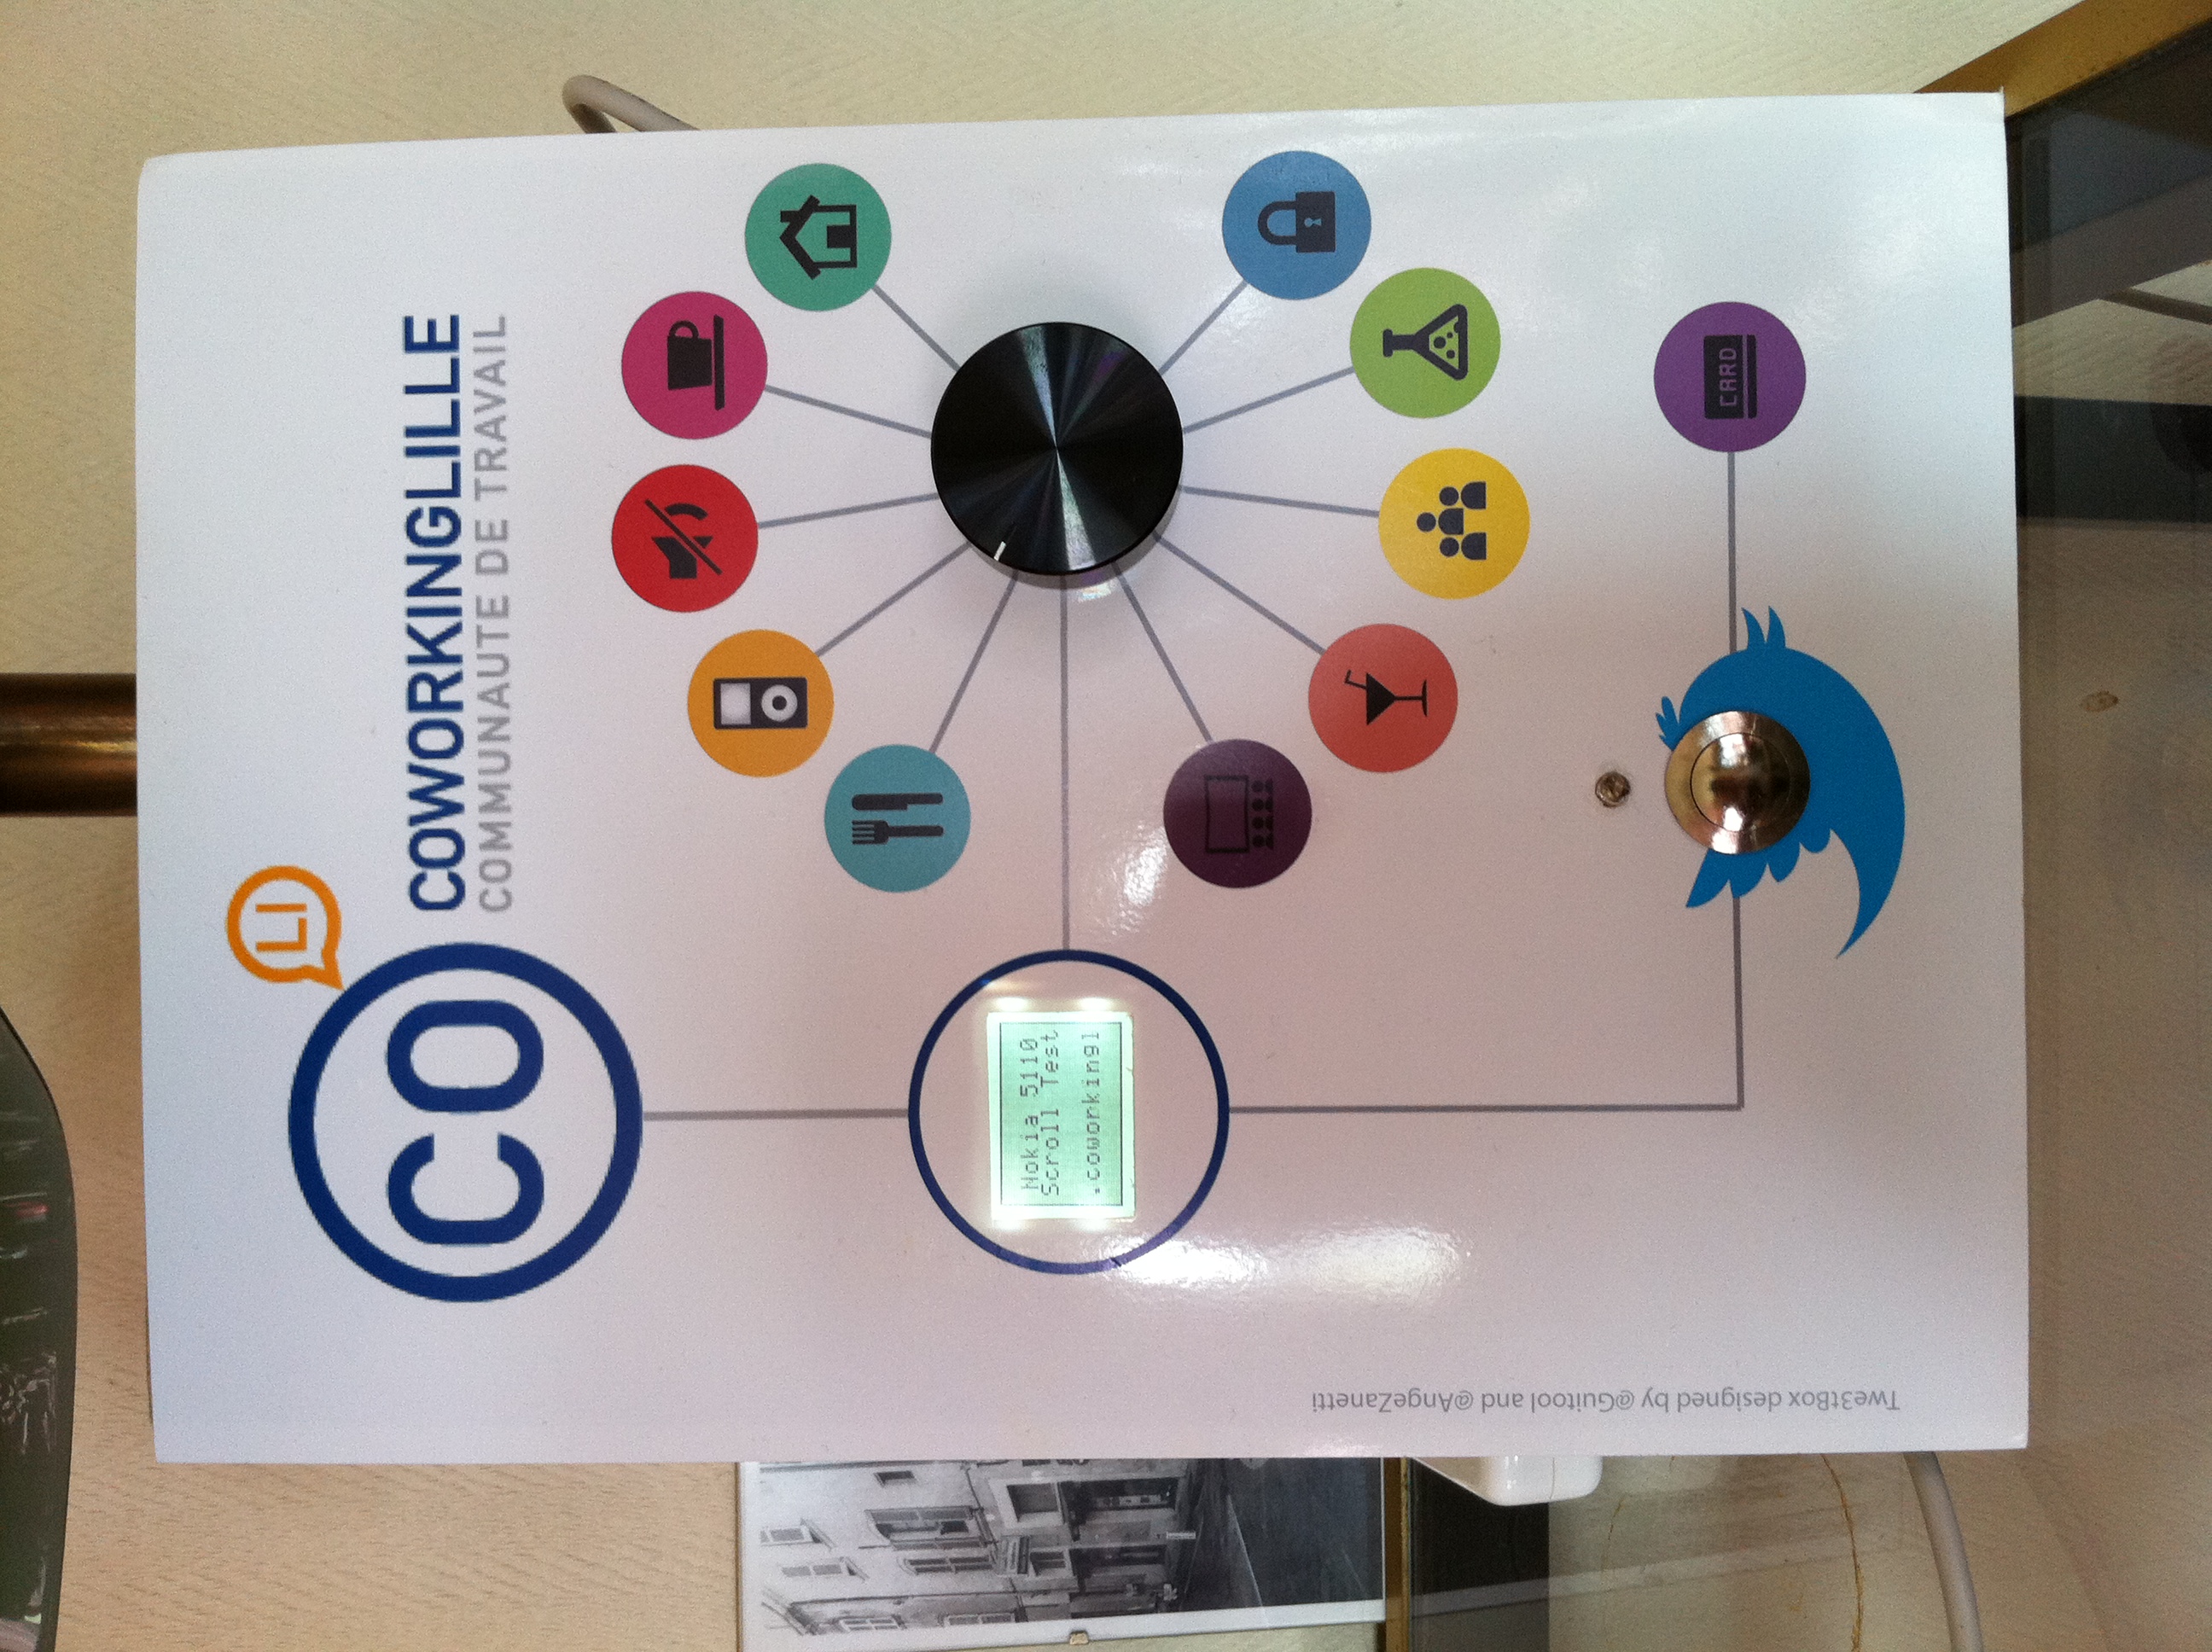 LI
CO
COWORKINGLILLE
COMMUNAUTE DE TRAVAIL
Nokia 5110
Scroll Test
.coworkingl
CARD
Twe3tBox designed by @Guitool and @AngeZanetti